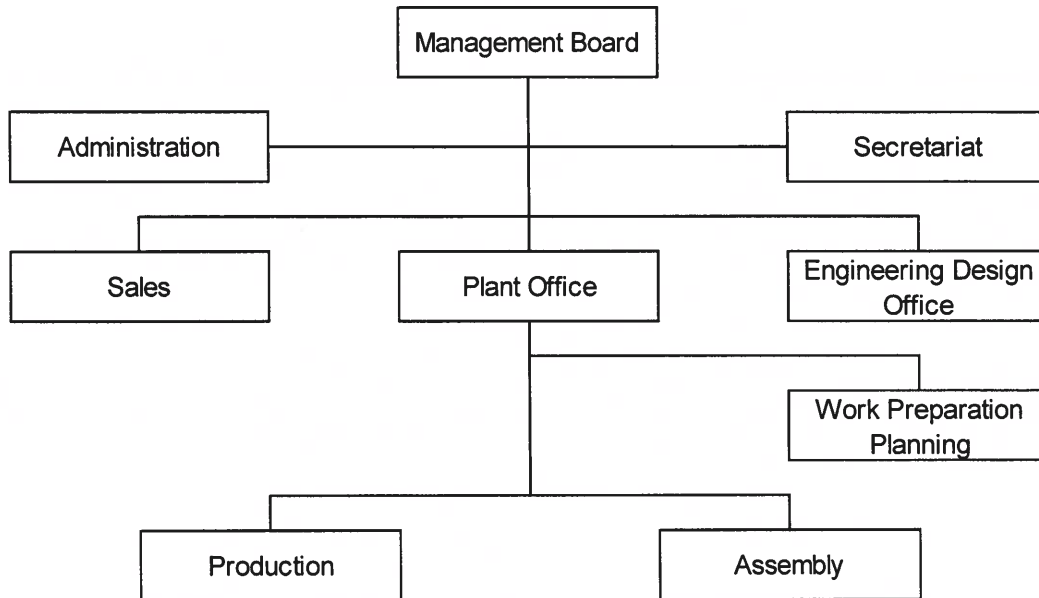 Management Board
Administration
Secretariat
Sales
Plant Office
Engineering Design
Office
Work Preparation
Planning
Production
Assembly